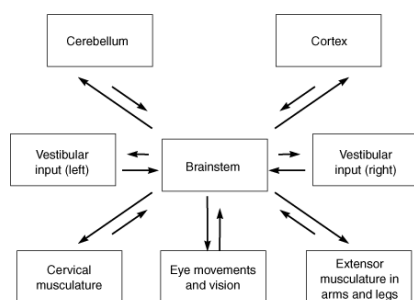 Cerebellum
Cortex
Vestibular
input (left)
Brainstem
Vestibular
input (right)
Cervical
musculature
Eye movements
and vision
Extensor
musculature in
arms and legs